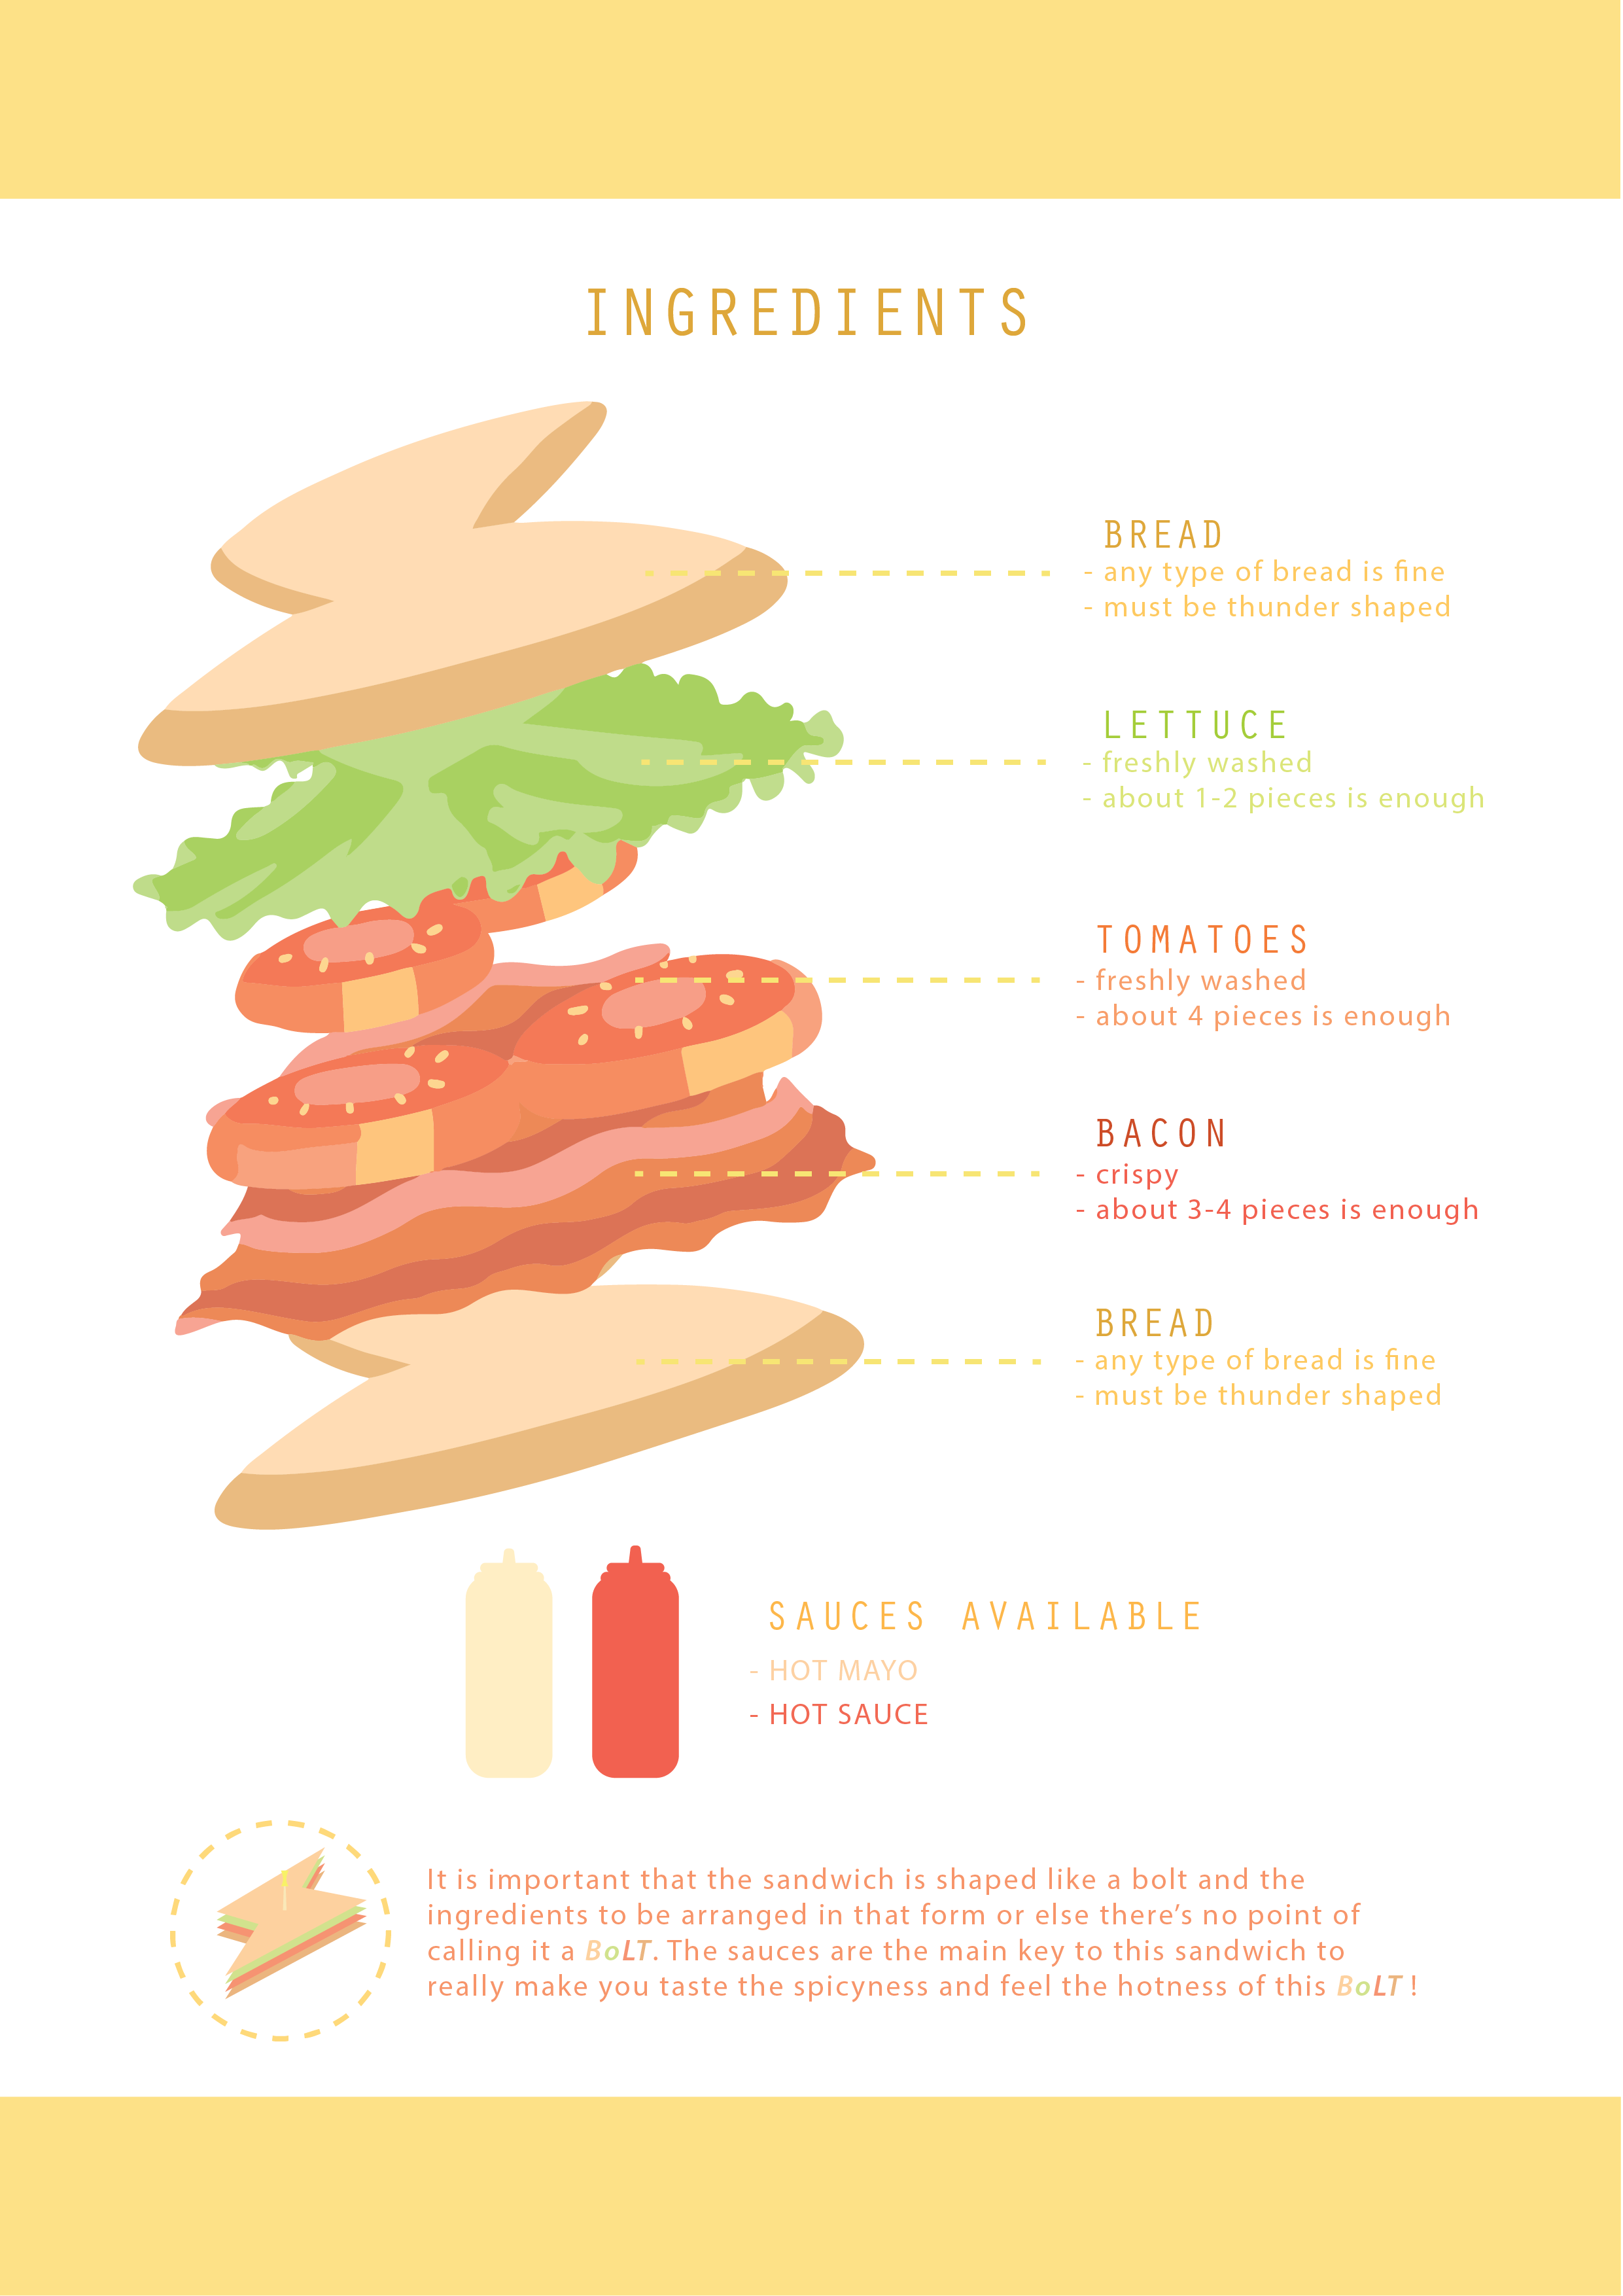 INGREDIENTS
BREAD
- any type of bread is fine
- must be thunder shaped
LETTUCE
- freshly washed
- about 1-2 pieces is enough
TOMATOES
- freshly washed
- about 4 pieces is enough
BACON
- crispy
- about 3-4 pieces is enough
BREAD
- any type of bread is fine
- must be thunder shaped
SAUCES AVAILABLE
- HOT MAYO
- HOT SAUCE
It is important that the sandwich is shaped like a bolt and the
ingredients to be arranged in that form or else there’s no point of
calling it a BoLT. The sauces are the main key to this sandwich to
really make you taste the spicyness and feel the hotness of this BoLT !